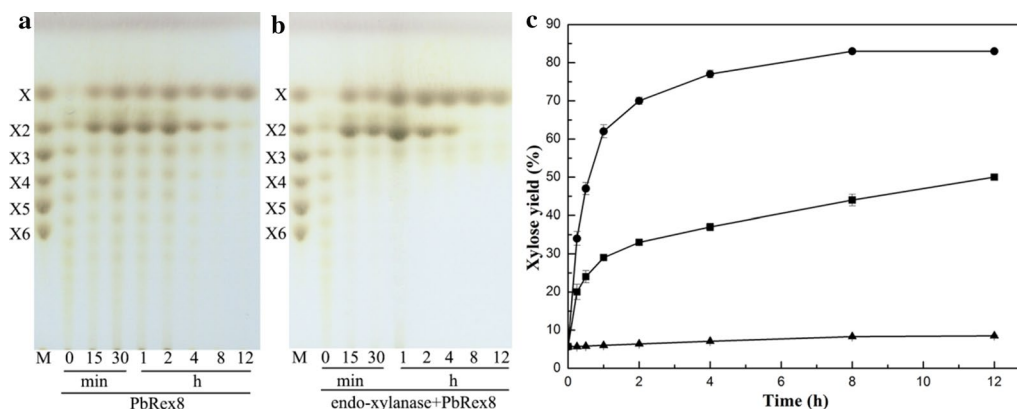 a
X
X2
X3
X4
X5
X6
M 0 15 30 1 2 4 8 12
min h
PbRex8
b
X
X2
X3
X4
X5
X6
M 0 15 30 1 2 4 8 12
min h
endo-xylanase+PbRex8
c
Xylose yield (%)
90
80
70
60
50
40
30
20
10
0
0 2 4 6 8 10 12
Time (h)